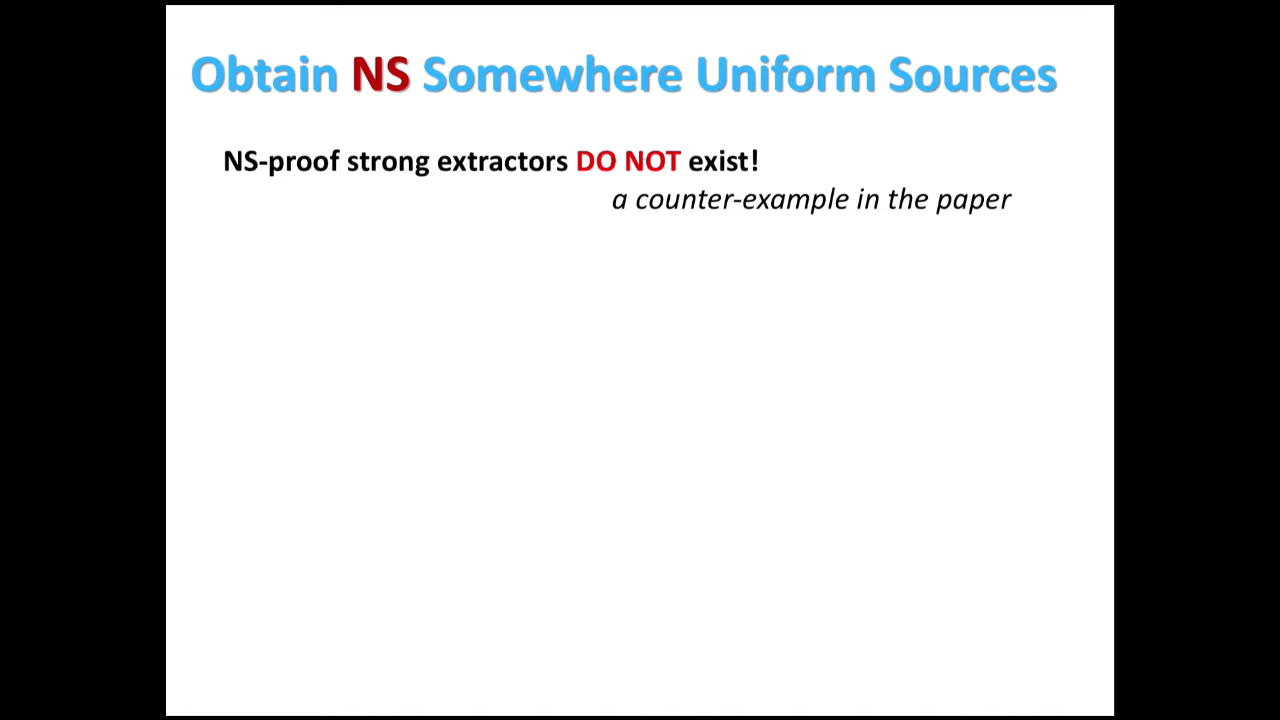 Obtain NS Somewhere Uniform Sources
NS-proof strong extractors DO NOT exist!
a counter-example in the paper